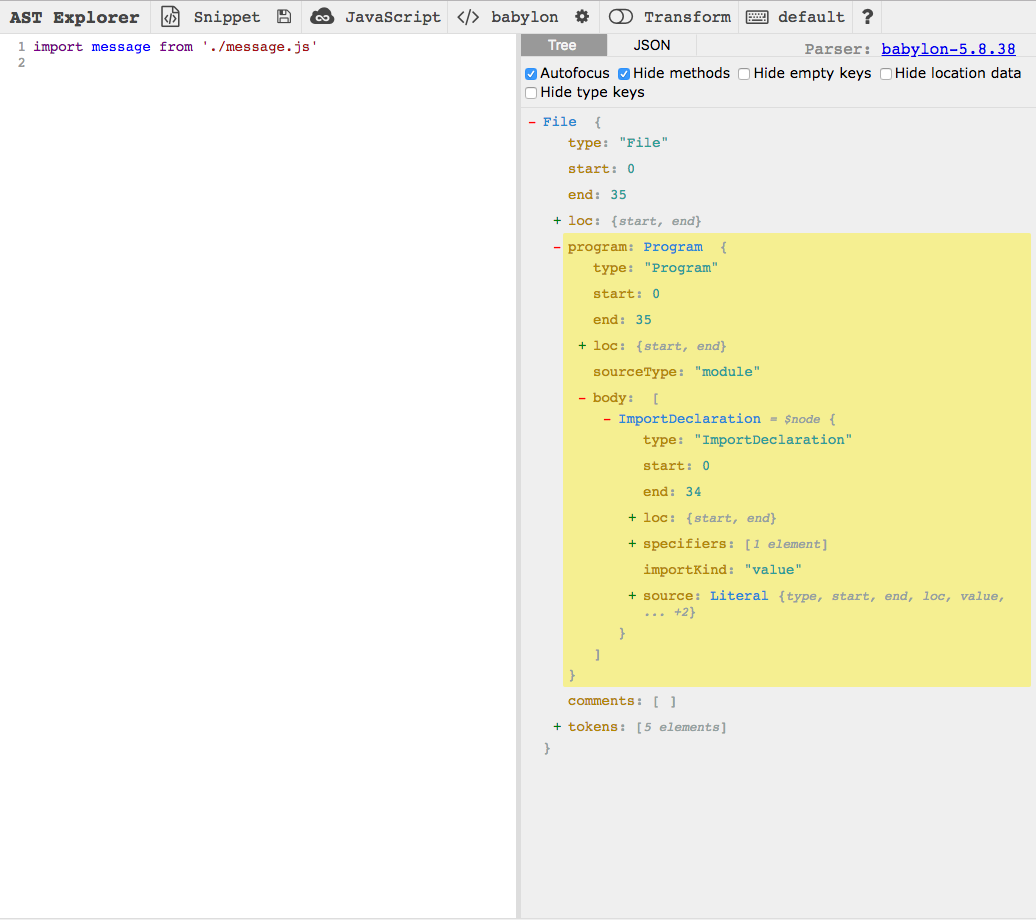 AST Explorer Snippet JavaScript </> babylon Transform default ?
1 import message from './message.js'
2
Tree JSON Parser: babylon-5.8.38
Autofocus Hide methods Hide empty keys Hide location data
Hide type keys
- File {
type: "File"
start: 0
end: 35
+ loc: {start, end}
- program: Program {
type: "Program"
start: 0
end: 35
+ loc: {start, end}
sourceType: "module"
- body: [
- ImportDeclaration = $node {
type: "ImportDeclaration"
start: 0
end: 34
+ loc: {start, end}
+ specifiers: [1 element]
importKind: "value"
+ source: Literal {type, start, end, loc, value,
... +2}
}
]
}
comments: [ ]
+ tokens: [5 elements]
}